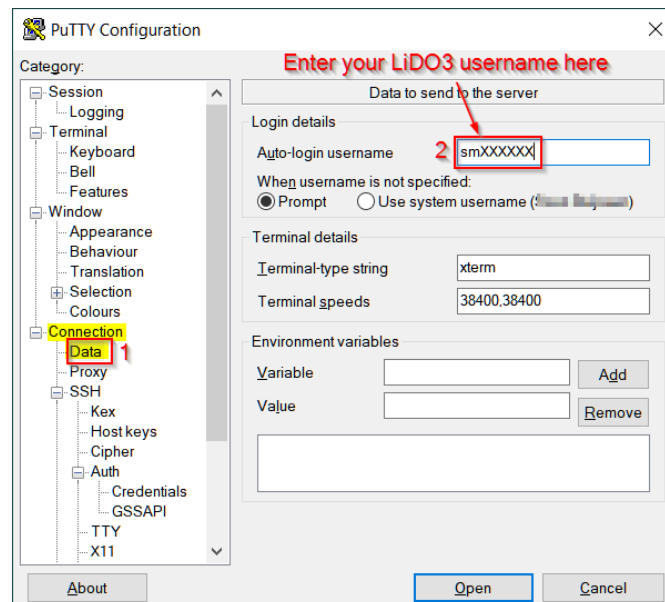 PuTTY Configuration
Category:
Enter your LiDO3 username here
Session
Logging
Terminal
Keyboard
Bell
Features
Window
Appearance
Behaviour
Translation
Selection
Colours
Connection
Data 1
Proxy
SSH
Kex
Host keys
Cipher
Auth
Credentials
GSSAPI
TTY
X11
Data to send to the server
Login details
Auto-login username 2 smXXXXXX
When username is not specified:
Prompt Use system username ( )
Terminal details
Terminal-type string xterm
Terminal speeds 38400,38400
Environment variables
Variable Add
Value Remove
About Open Cancel